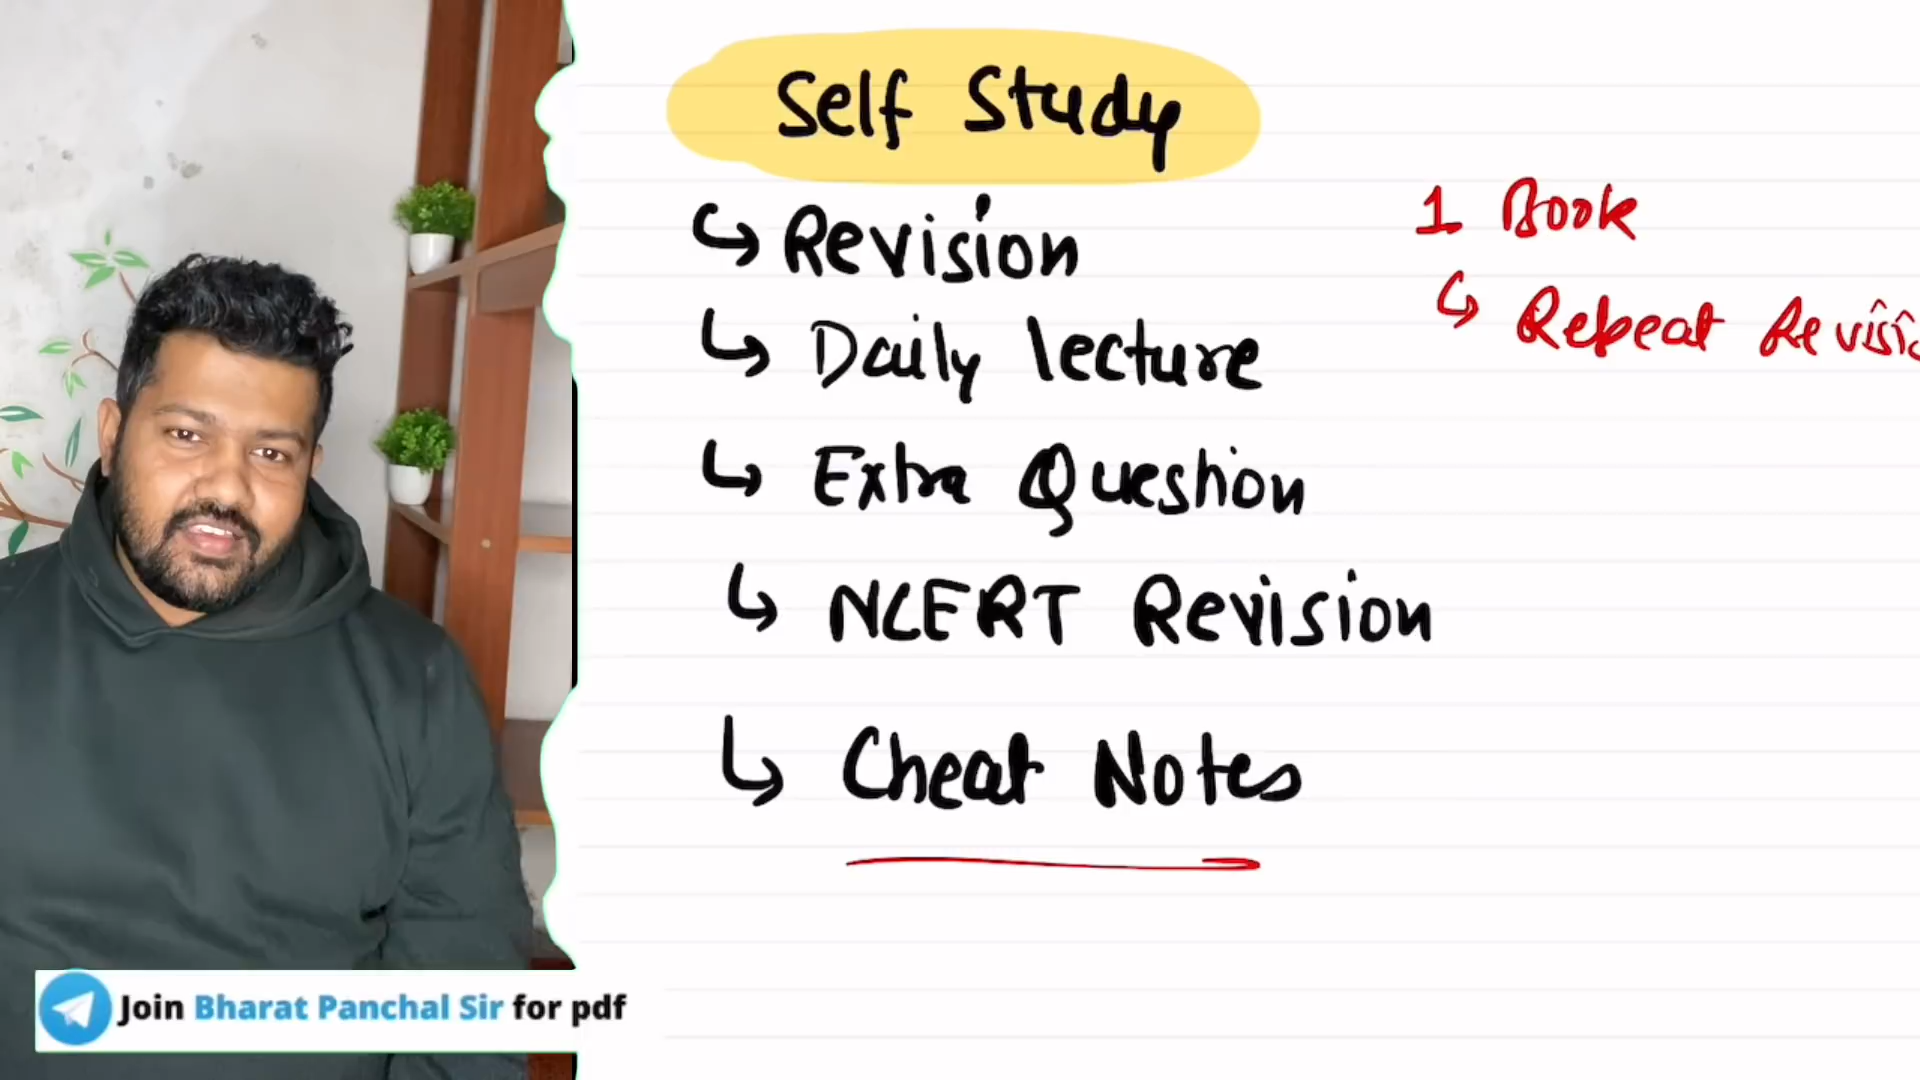 Self Study
↳ Revision
↳ Daily lecture
↳ Extra Question
↳ NCERT Revision
↳ Cheat Notes
1 Book
↳ Repeat
Join Bharat Panchal Sir for pdf